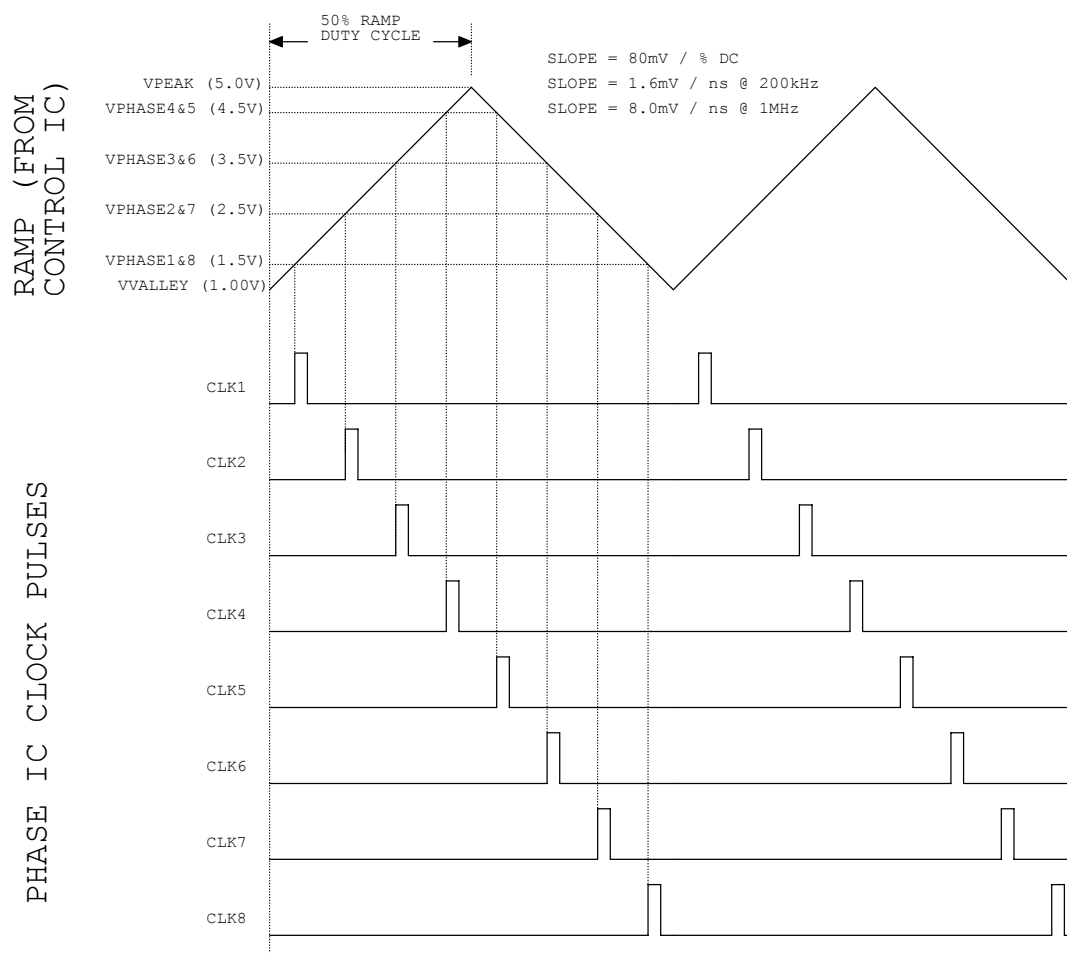 50% RAMP
DUTY CYCLE
SLOPE = 80mV / % DC
SLOPE = 1.6mV / ns @ 200kHz
SLOPE = 8.0mV / ns @ 1MHz
RAMP (FROM
CONTROL IC)
VPEAK (5.0V)
VPHASE4&5 (4.5V)
VPHASE3&6 (3.5V)
VPHASE2&7 (2.5V)
VPHASE1&8 (1.5V)
VVALLEY (1.00V)
PHASE IC CLOCK PULSES
CLK1
CLK2
CLK3
CLK4
CLK5
CLK6
CLK7
CLK8